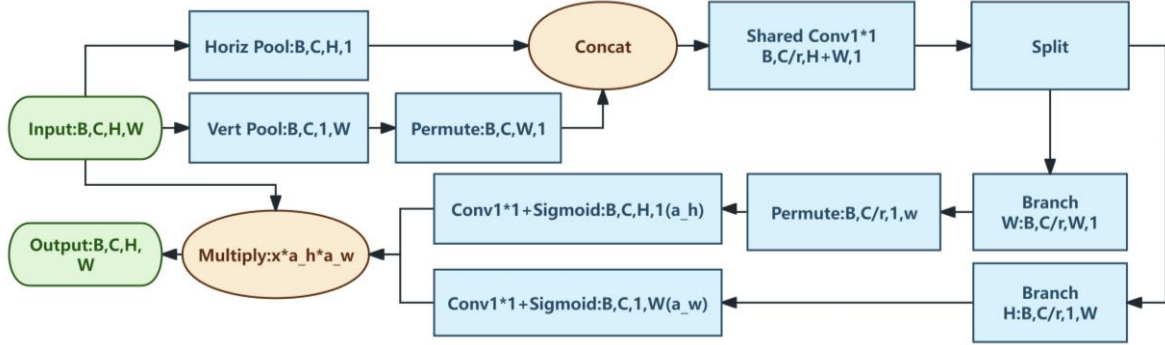 Horiz Pool:B,C,H,1
Concat
Shared Conv1*1
B,C/r,H+W,1
Split
Input:B,C,H,W
Vert Pool:B,C,1,W
Permute:B,C,W,1
Conv1*1+Sigmoid:B,C,H,1(a_h)
Permute:B,C/r,1,w
Branch
W:B,C/r,W,1
Output:B,C,H,
W
Multiply:x*a_h*a_w
Conv1*1+Sigmoid:B,C,1,W(a_w)
Branch
H:B,C/r,1,W